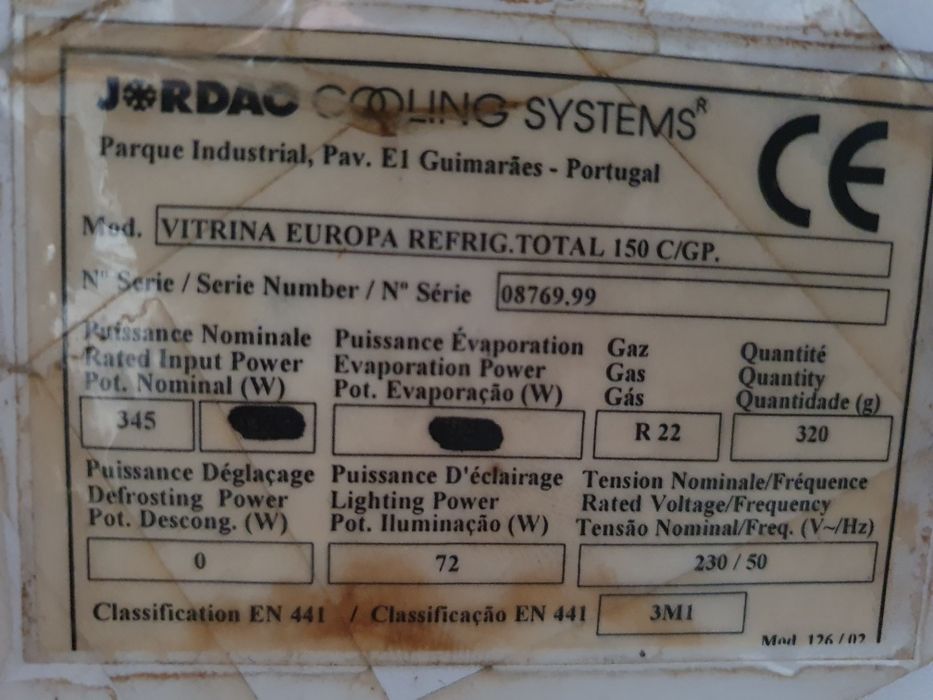 JORDAO COOLING SYSTEMS R
Parque Industrial, Pav. E1 Guimarães - Portugal
CE
Mod. VITRINA EUROPA REFRIG.TOTAL 150 C/GP.
Nº Serie / Serie Number / Nº Série 08769.99
Puissance Nominale Puissance Évaporation Gaz Quantité
Rated Input Power Evaporation Power Gas Quantity
Pot. Nominal (W) Pot. Evaporação (W) Gás Quantidade (g)
345 R 22 320
Puissance Déglaçage Puissance D'éclairage Tension Nominale/Fréquence
Defrosting Power Lighting Power Rated Voltage/Frequency
Pot. Descong. (W) Pot. Iluminação (W) Tensão Nominal/Freq. (V~/Hz)
0 72 230 / 50
Classification EN 441 / Classificação EN 441 3M1
Mod. 126 / 02